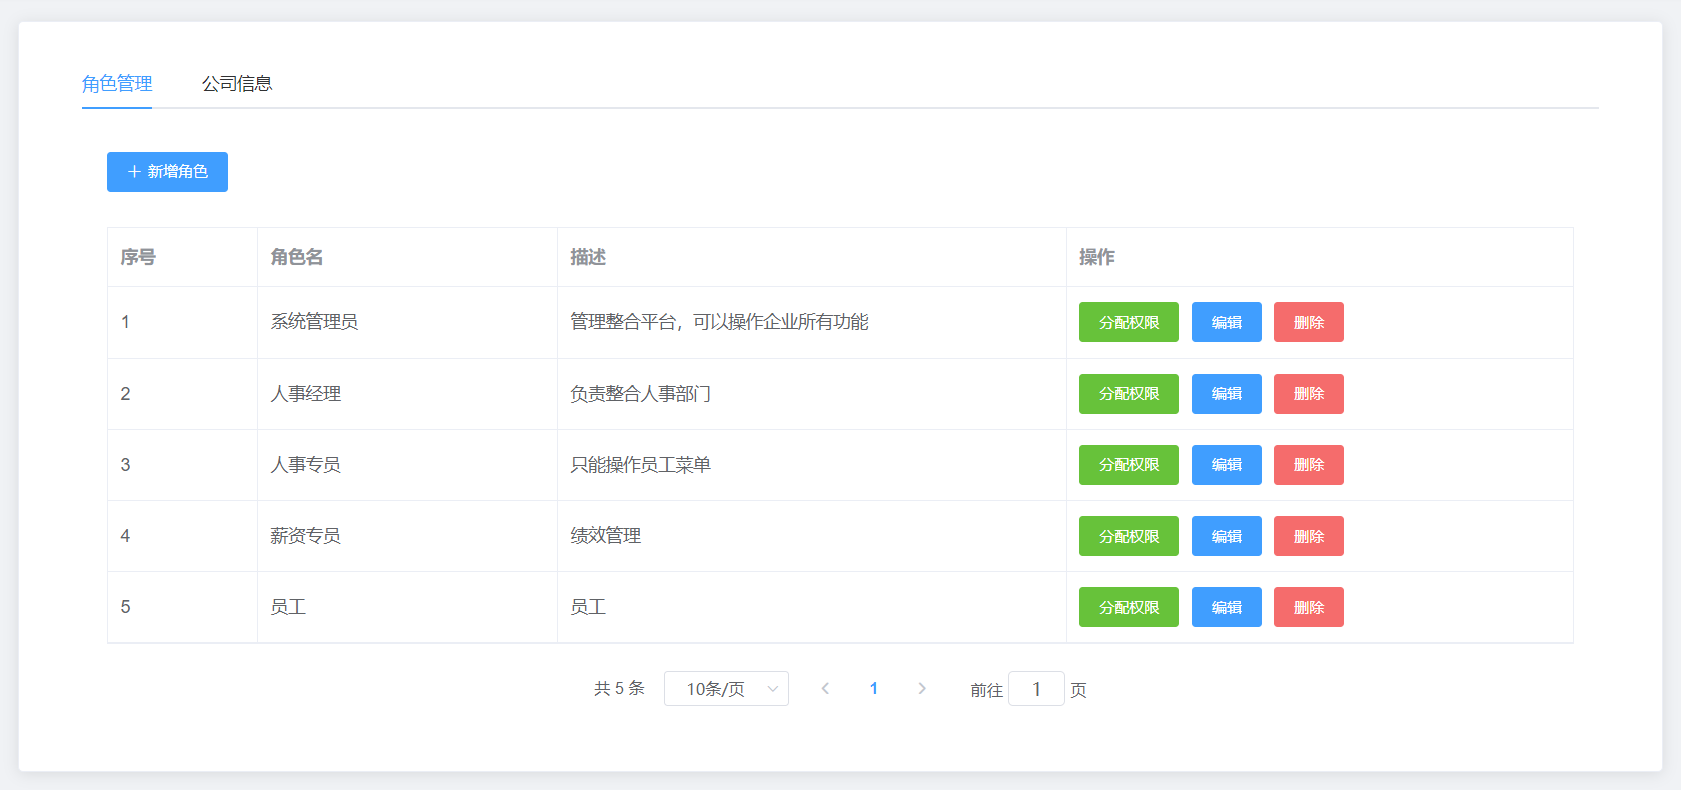 角色管理 公司信息
+ 新增角色
序号 角色名 描述 操作
1 系统管理员 管理整合平台，可以操作企业所有功能 分配权限 编辑 删除
2 人事经理 负责整合人事部门 分配权限 编辑 删除
3 人事专员 只能操作员工菜单 分配权限 编辑 删除
4 薪资专员 绩效管理 分配权限 编辑 删除
5 员工 员工 分配权限 编辑 删除
共 5 条 10条/页 1 前往 1 页